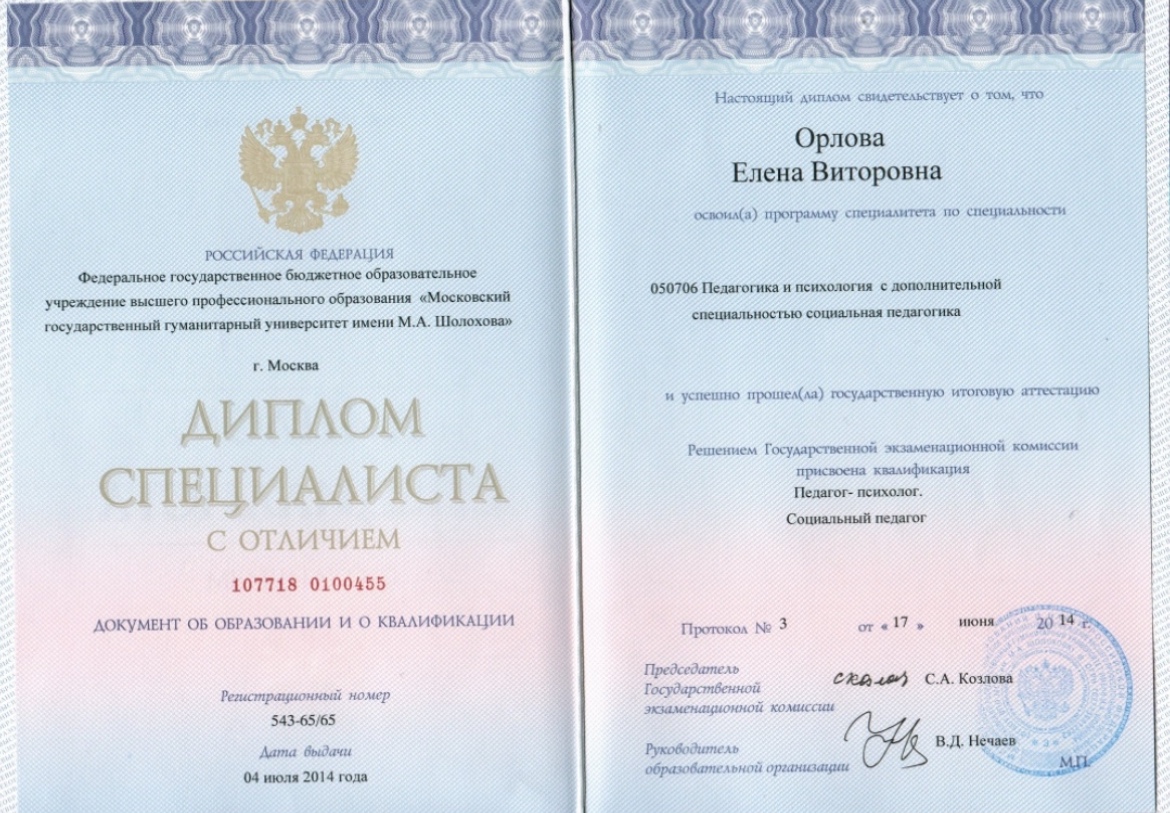 РОССИЙСКАЯ ФЕДЕРАЦИЯ
Федеральное государственное бюджетное образовательное
учреждение высшего профессионального образования «Московский
государственный гуманитарный университет имени М.А. Шолохова»
г. Москва
ДИПЛОМ
СПЕЦИАЛИСТА
С ОТЛИЧИЕМ
107718 0100455
ДОКУМЕНТ ОБ ОБРАЗОВАНИИ И О КВАЛИФИКАЦИИ
Регистрационный номер
543-65/65
Дата выдачи
04 июля 2014 года
Настоящий диплом свидетельствует о том, что
Орлова
Елена Виторовна
освоил(а) программу специалитета по специальности
050706 Педагогика и психология с дополнительной
специальностью социальная педагогика
и успешно прошел(ла) государственную итоговую аттестацию
Решением Государственной экзаменационной комиссии
присвоена квалификация
Педагог- психолог.
Социальный педагог
Протокол № 3 от « 17 » июня 20 14 г.
Председатель
Государственной
экзаменационной комиссии
С.А. Козлова
Руководитель
образовательной организации
В.Д. Нечаев
М.П.